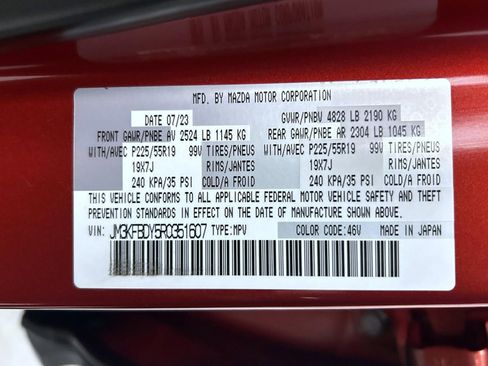 MFD. BY MAZDA MOTOR CORPORATION
DATE 07/23 GVWR/PNBV 4828 LB 2190 KG
FRONT GAWR/PNBE AV 2524 LB 1145 KG REAR GAWR/PNBE AR 2304 LB 1045 KG
WITH/AVEC P225/55R19 99V TIRES/PNEUS WITH/AVEC P225/55R19 99V TIRES/PNEUS
19X7J RIMS/JANTES 19X7J RIMS/JANTES
240 KPA/35 PSI COLD/A FROID 240 KPA/35 PSI COLD/A FROID
THIS VEHICLE CONFORMS TO ALL APPLICABLE FEDERAL MOTOR VEHICLE SAFETY AND THEFT
PREVENTION STANDARDS IN EFFECT ON THE DATE OF MANUFACTURE SHOWN ABOVE.
VIN: JM3KFBDY5R0351607 TYPE:MPV COLOR CODE:46V MADE IN JAPAN